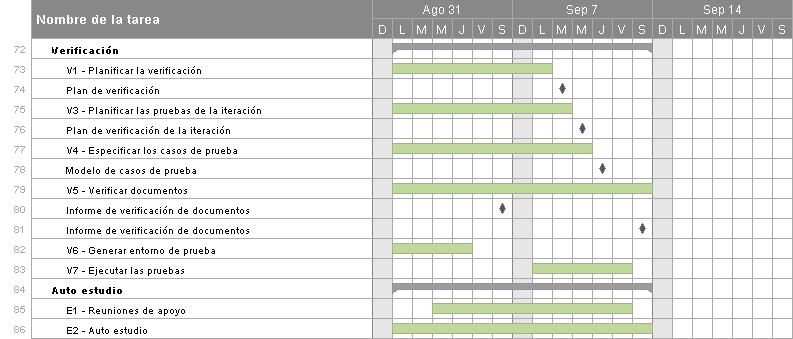 Nombre de la tarea
Ago 31 Sep 7 Sep 14
D L M M J V S D L M M J V S D L M M J V S
72 Verificación
73 V1 - Planificar la verificación
74 Plan de verificación
75 V3 - Planificar las pruebas de la iteración
76 Plan de verificación de la iteración
77 V4 - Especificar los casos de prueba
78 Modelo de casos de prueba
79 V5 - Verificar documentos
80 Informe de verificación de documentos
81 Informe de verificación de documentos
82 V6 - Generar entorno de prueba
83 V7 - Ejecutar las pruebas
84 Auto estudio
85 E1 - Reuniones de apoyo
86 E2 - Auto estudio